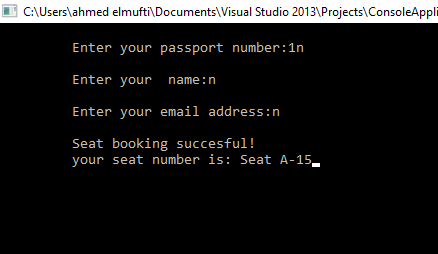 C:\Users\ahmed elmufti\Documents\Visual Studio 2013\Projects\ConsoleAppli
Enter your passport number:1n
Enter your  name:n
Enter your email address:n
Seat booking succesful!
your seat number is: Seat A-15